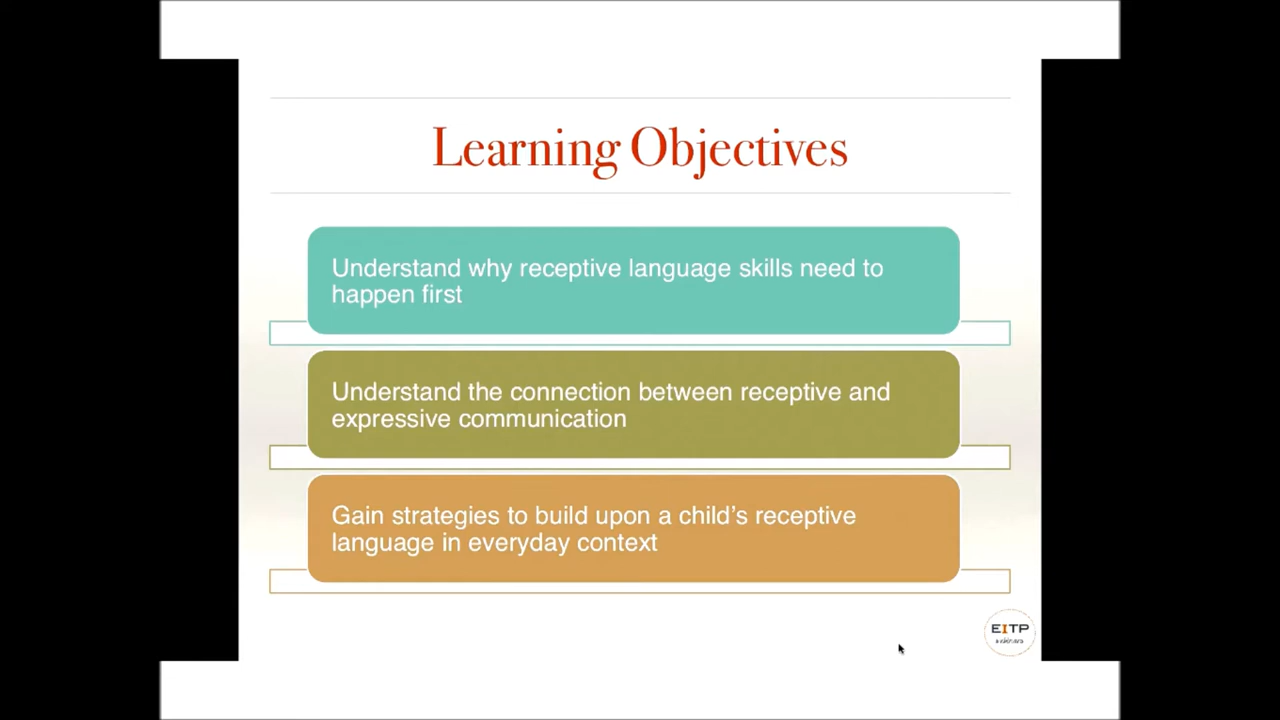 Learning Objectives
Understand why receptive language skills need to
happen first
Understand the connection between receptive and
expressive communication
Gain strategies to build upon a child’s receptive
language in everyday context
EITP